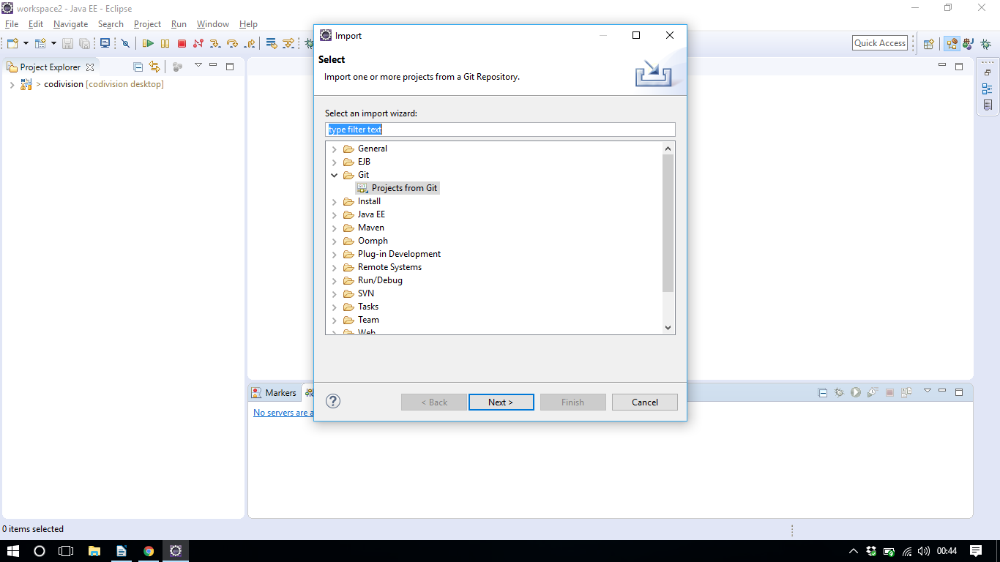 workspace2 - Java EE - Eclipse
File Edit Navigate Search Project Run Window Help
Quick Access
Project Explorer
> codivision [codivision desktop]
Import
Select
Import one or more projects from a Git Repository.
Select an import wizard:
type filter text
General
EJB
Git
GIT
Projects from Git
Install
Java EE
Maven
Oomph
Plug-in Development
Remote Systems
Run/Debug
SVN
Tasks
Team
Web
? < Back Next > Finish Cancel
Markers
No servers are a
0 items selected
00:44